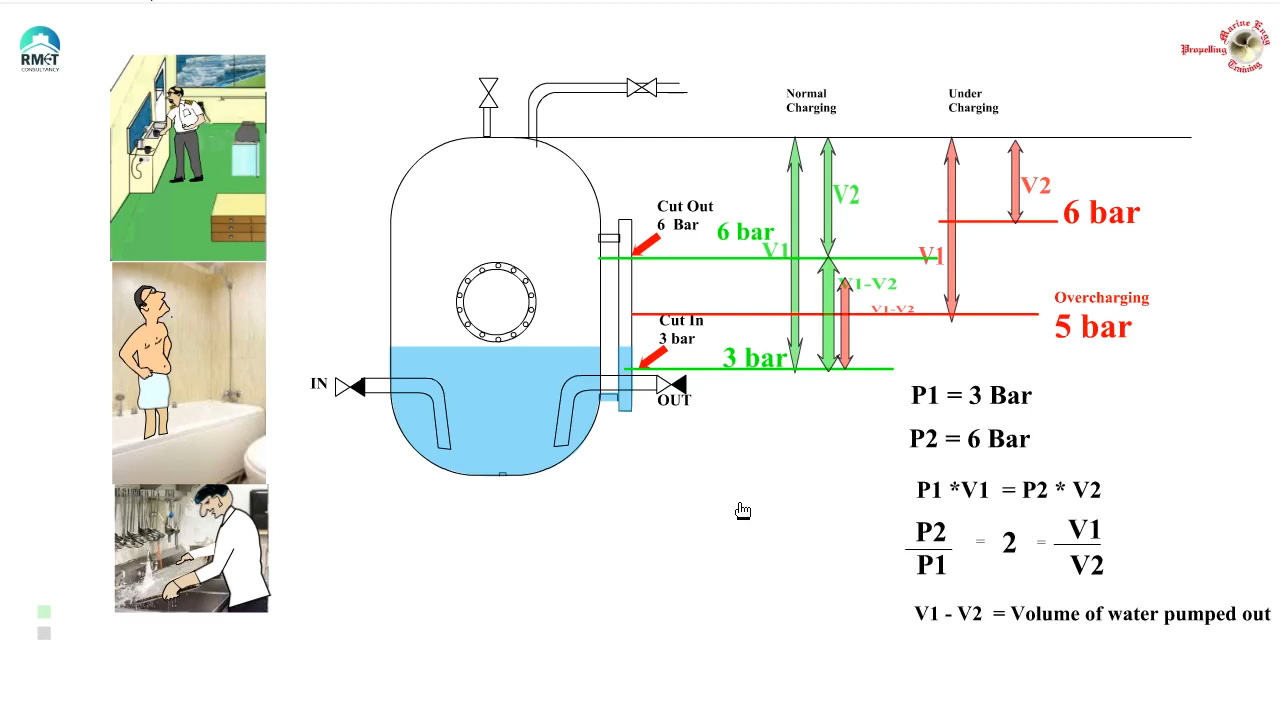 RMET
CONSULTANCY
Marine Engg
Propelling
Training
Normal
Charging
Under
Charging
V2
V2
Cut Out
6 Bar
6 bar
6 bar
V1
V1
V1-V2
V1-V2
Overcharging
5 bar
Cut In
3 bar
3 bar
IN
OUT
P1 = 3 Bar
P2 = 6 Bar
P1 *V1 = P2 * V2
P2
P1
= 2 =
V1
V2
V1 - V2 = Volume of water pumped out